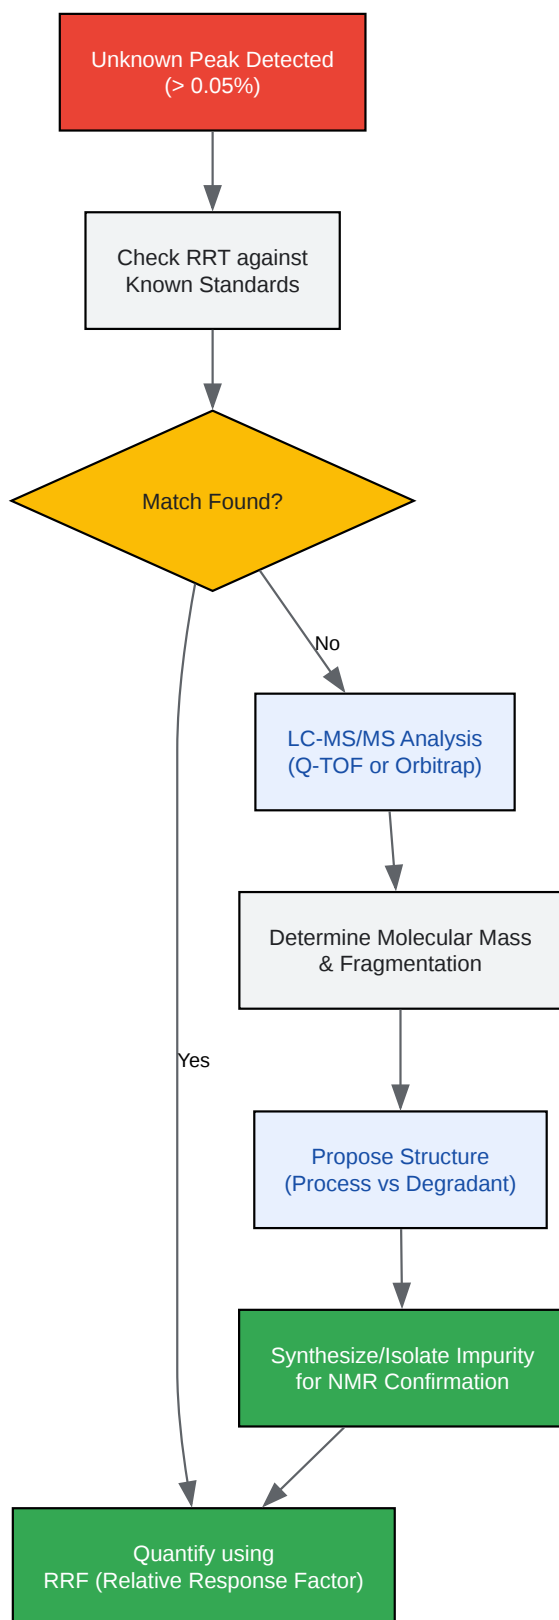 Unknown Peak Detected
(> 0.05%)
Check RRT against
Known Standards
Match Found?
No
LC-MS/MS Analysis
(Q-TOF or Orbitrap)
Determine Molecular Mass
& Fragmentation
Yes
Propose Structure
(Process vs Degradant)
Synthesize/Isolate Impurity
for NMR Confirmation
Quantify using
RRF (Relative Response Factor)